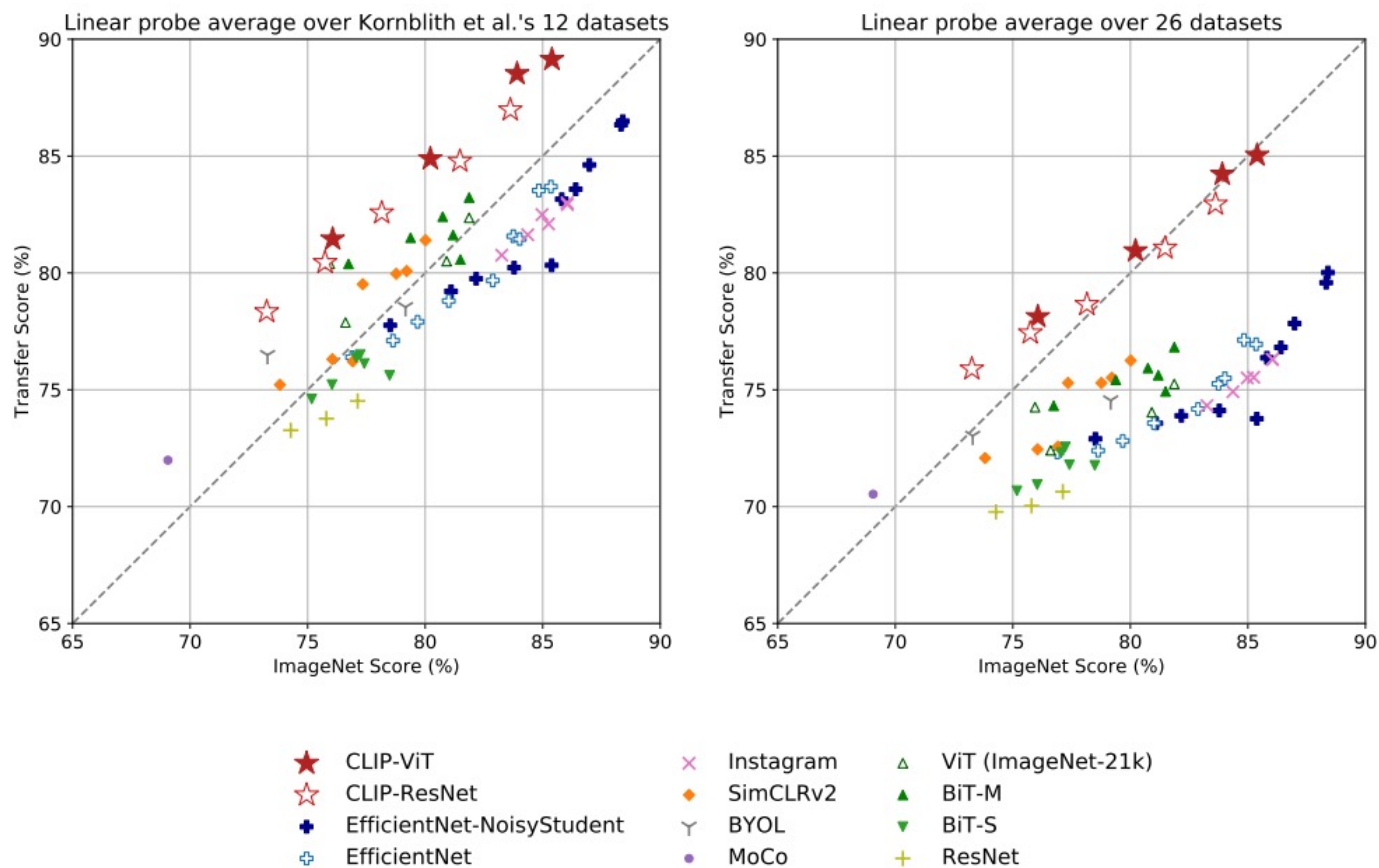 Linear probe average over Kornblith et al.'s 12 datasets
90
85
80
75
70
65
Transfer Score (%)
65 70 75 80 85 90
ImageNet Score (%)
Linear probe average over 26 datasets
90
85
80
75
70
65
Transfer Score (%)
65 70 75 80 85 90
ImageNet Score (%)
CLIP-ViT
CLIP-ResNet
EfficientNet-NoisyStudent
EfficientNet
Instagram
SimCLRv2
BYOL
MoCo
ViT (ImageNet-21k)
BiT-M
BiT-S
ResNet